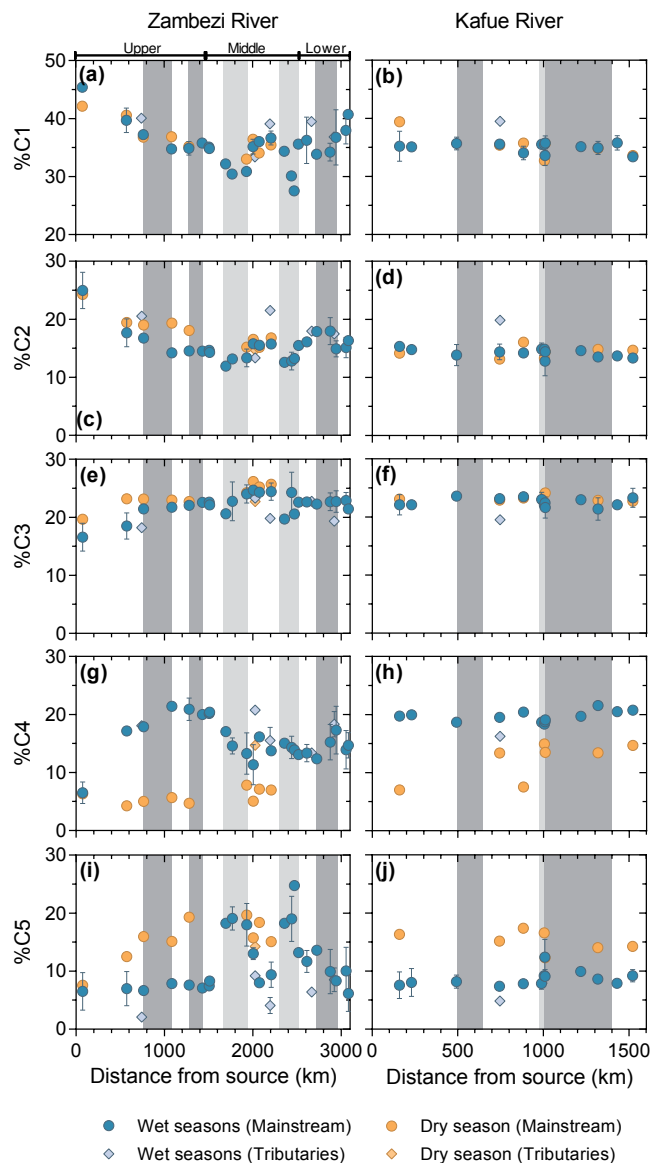 Zambezi River Kafue River
Upper Middle Lower
(a) (b)
50
40
30
20
%C1
(c) (d)
40
30
20
10
0
%C2
(e) (f)
30
20
10
0
%C3
(g) (h)
30
20
10
0
%C4
(i) (j)
30
20
10
0
%C5
0 1000 2000 3000 0 500 1000 1500
Distance from source (km) Distance from source (km)
Wet seasons (Mainstream) Dry season (Mainstream)
Wet seasons (Tributaries) Dry season (Tributaries)